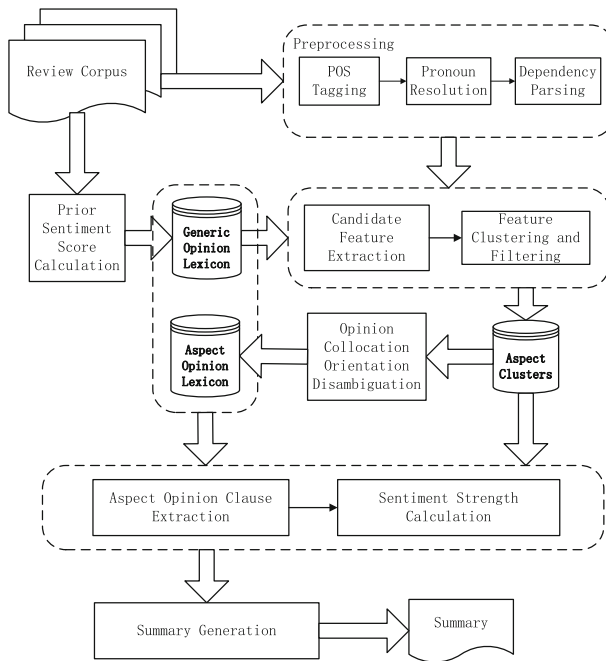 Preprocessing
Review Corpus
POS
Tagging
Pronoun
Resolution
Dependency
Parsing
Prior
Sentiment
Score
Calculation
Generic
Opinion
Lexicon
Candidate
Feature
Extraction
Feature
Clustering and
Filtering
Aspect
Opinion
Lexicon
Opinion
Collocation
Orientation
Disambiguation
Aspect
Clusters
Aspect Opinion Clause
Extraction
Sentiment Strength
Calculation
Summary Generation
Summary